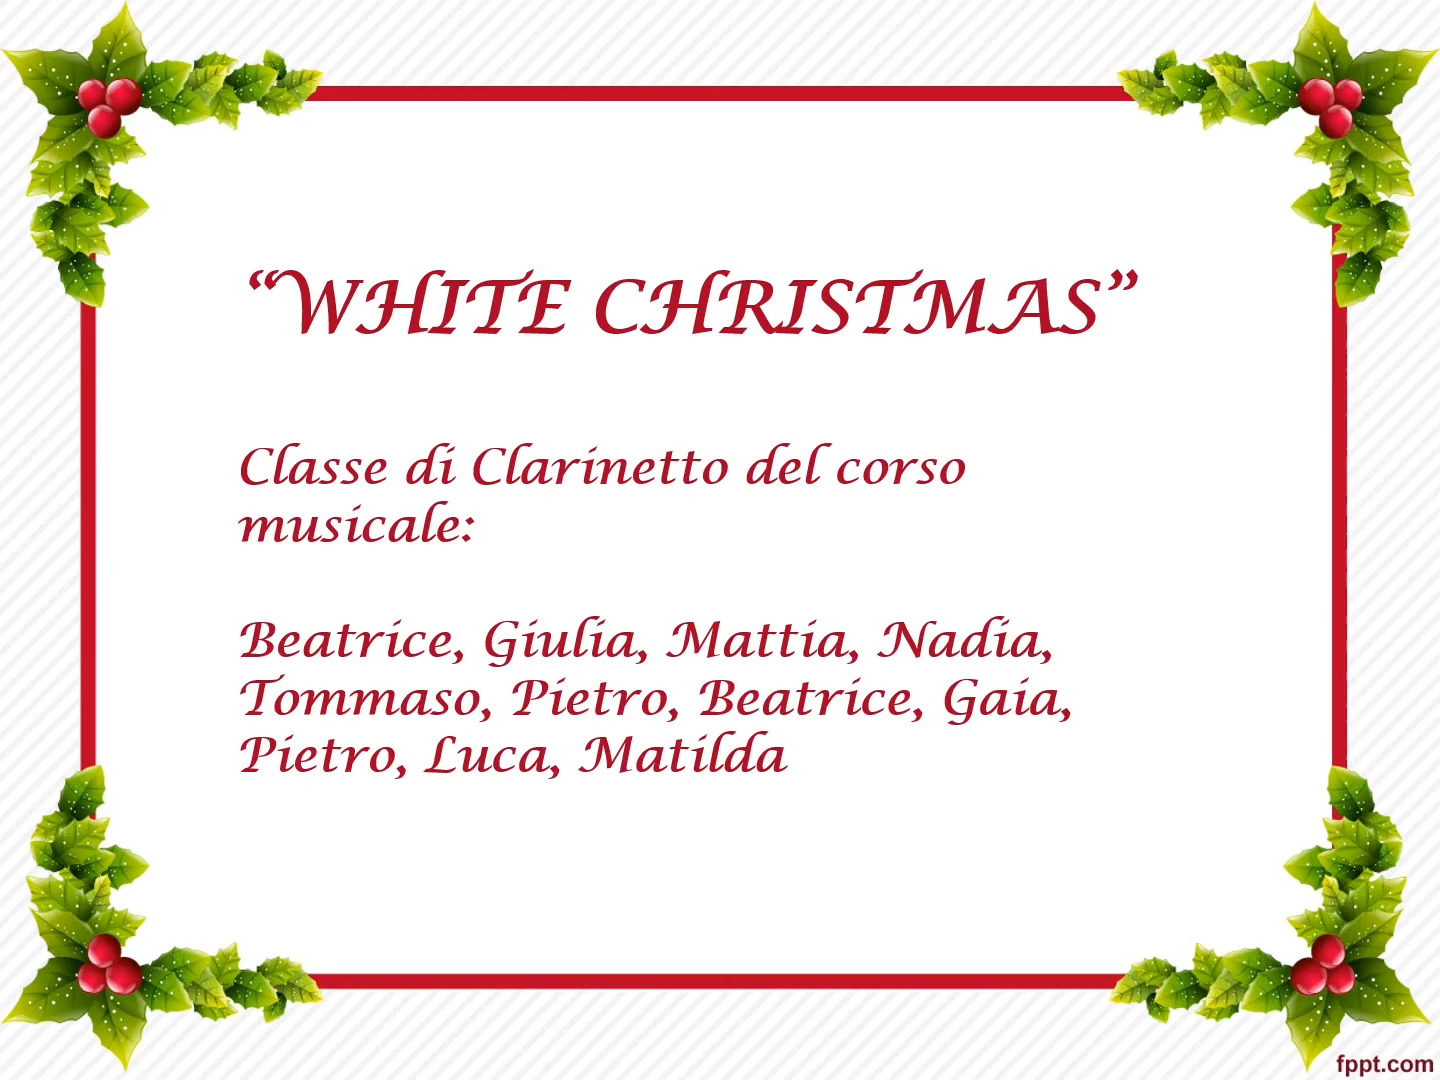 “WHITE CHRISTMAS”
Classe di Clarinetto del corso
musicale:
Beatrice, Giulia, Mattia, Nadia,
Tommaso, Pietro, Beatrice, Gaia,
Pietro, Luca, Matilda
fppt.com